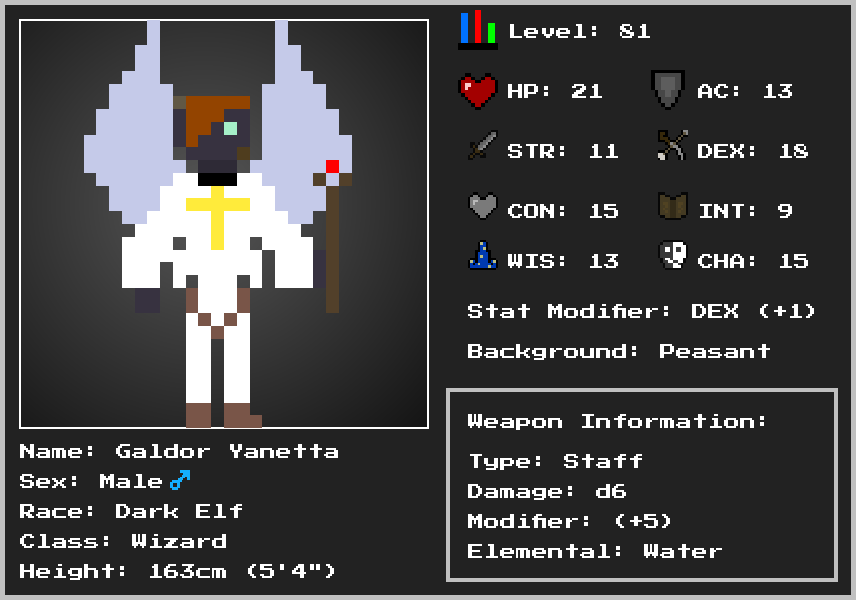 Level: 81
HP: 21
AC: 13
STR: 11
DEX: 18
CON: 15
INT: 9
WIS: 13
CHA: 15
Stat Modifier: DEX (+1)
Background: Peasant
Weapon Information:
Type: Staff
Damage: d6
Modifier: (+5)
Elemental: Water
Name: Galdor Yanetta
Sex: Male♂
Race: Dark Elf
Class: Wizard
Height: 163cm (5'4")